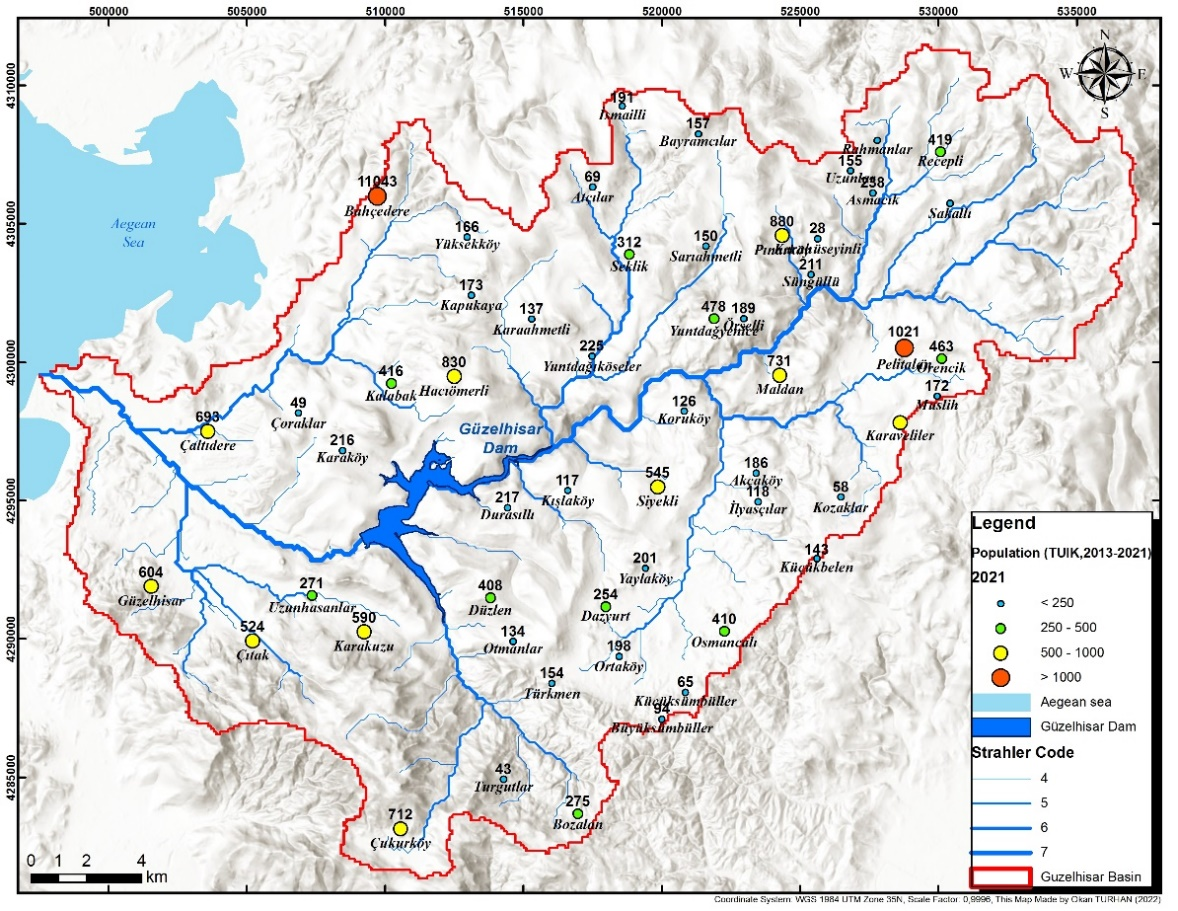 500000 505000 510000 515000 520000 525000 530000 535000
N
W E
S
4310000
4305000
4300000
4295000
4290000
4285000
191
İsmailli
157
Bayramcılar
Rahmanlar
419
Recepli
155
238
Asmacık
Sakallı
69
Atcılar
11043
Bahçedere
166
Yüksekköy
Aegean
Sea
312
Seklik
150
Sarıahmetli
880
28
211
Süngüllü
173
Kapukaya
137
Karaahmetli
478
Yuntdağyenice
189
Örselli
225
Yuntdağıköseler
1021
463
Örencik
416
Kalabak
830
Hacıömerli
731
Maldan
172
Müslih
49
Çoraklar
126
Koruköy
Karaveliler
693
Çaltıdere
216
Karaköy
Güzelhisar
Dam
545
Siyekli
186
Akçaköy
118
İlyasçılar
58
Kozaklar
117
Kışlaköy
217
Durasıllı
143
Küçükbelen
201
Yaylaköy
604
Güzelhisar
271
Uzunhasanlar
408
Düzlen
254
Dazyurt
590
Karakuzu
524
Çıtak
134
Otmanlar
410
Osmancalı
198
Ortaköy
154
Türkmen
65
Küçüksümbüller
94
Büyüksümbüller
43
Turgutlar
275
Bozalan
712
Çukurköy
Legend
Population (TUIK,2013-2021)
2021
< 250
250 - 500
500 - 1000
> 1000
Aegean sea
Güzelhisar Dam
Strahler Code
4
5
6
7
Guzelhisar Basin
0 1 2 4
km
Coordinate System: WGS 1984 UTM Zone 35N, Scale Factor: 0,9996, This Map Made by Okan TURHAN (2022)